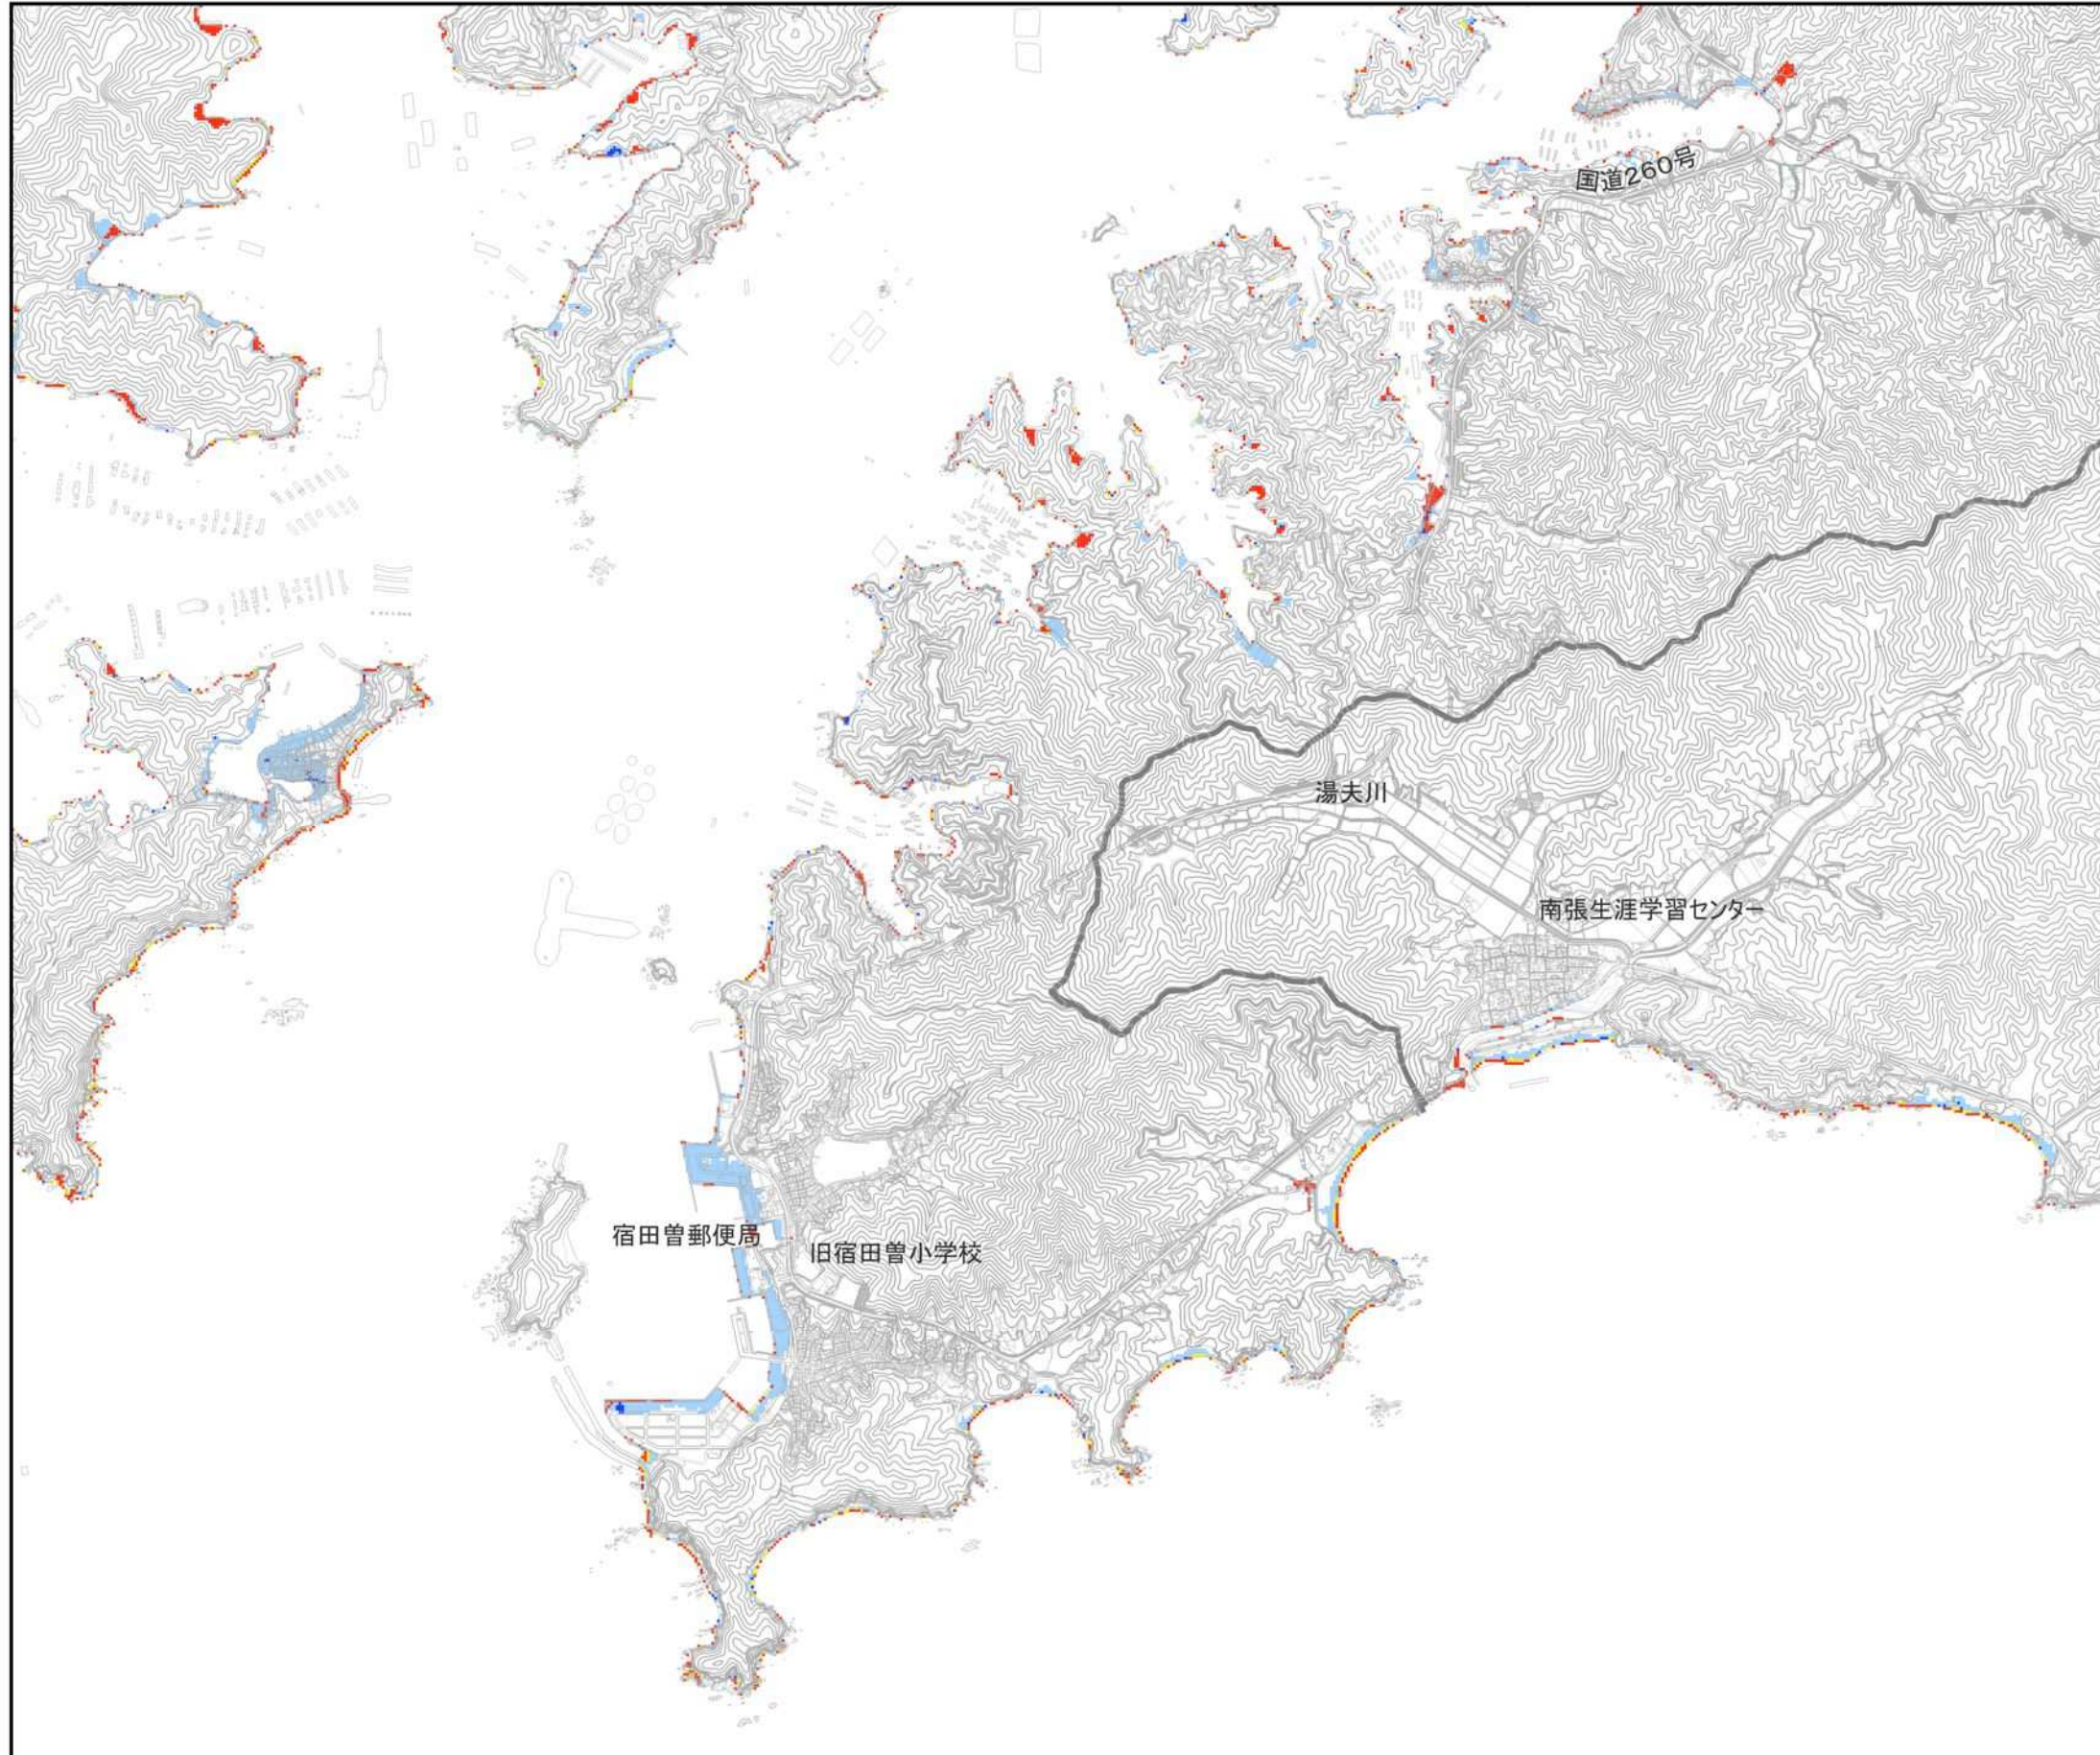 国道260号
湯夫川
南張生涯学習センター
宿田曽郵便局
旧宿田曽小学校